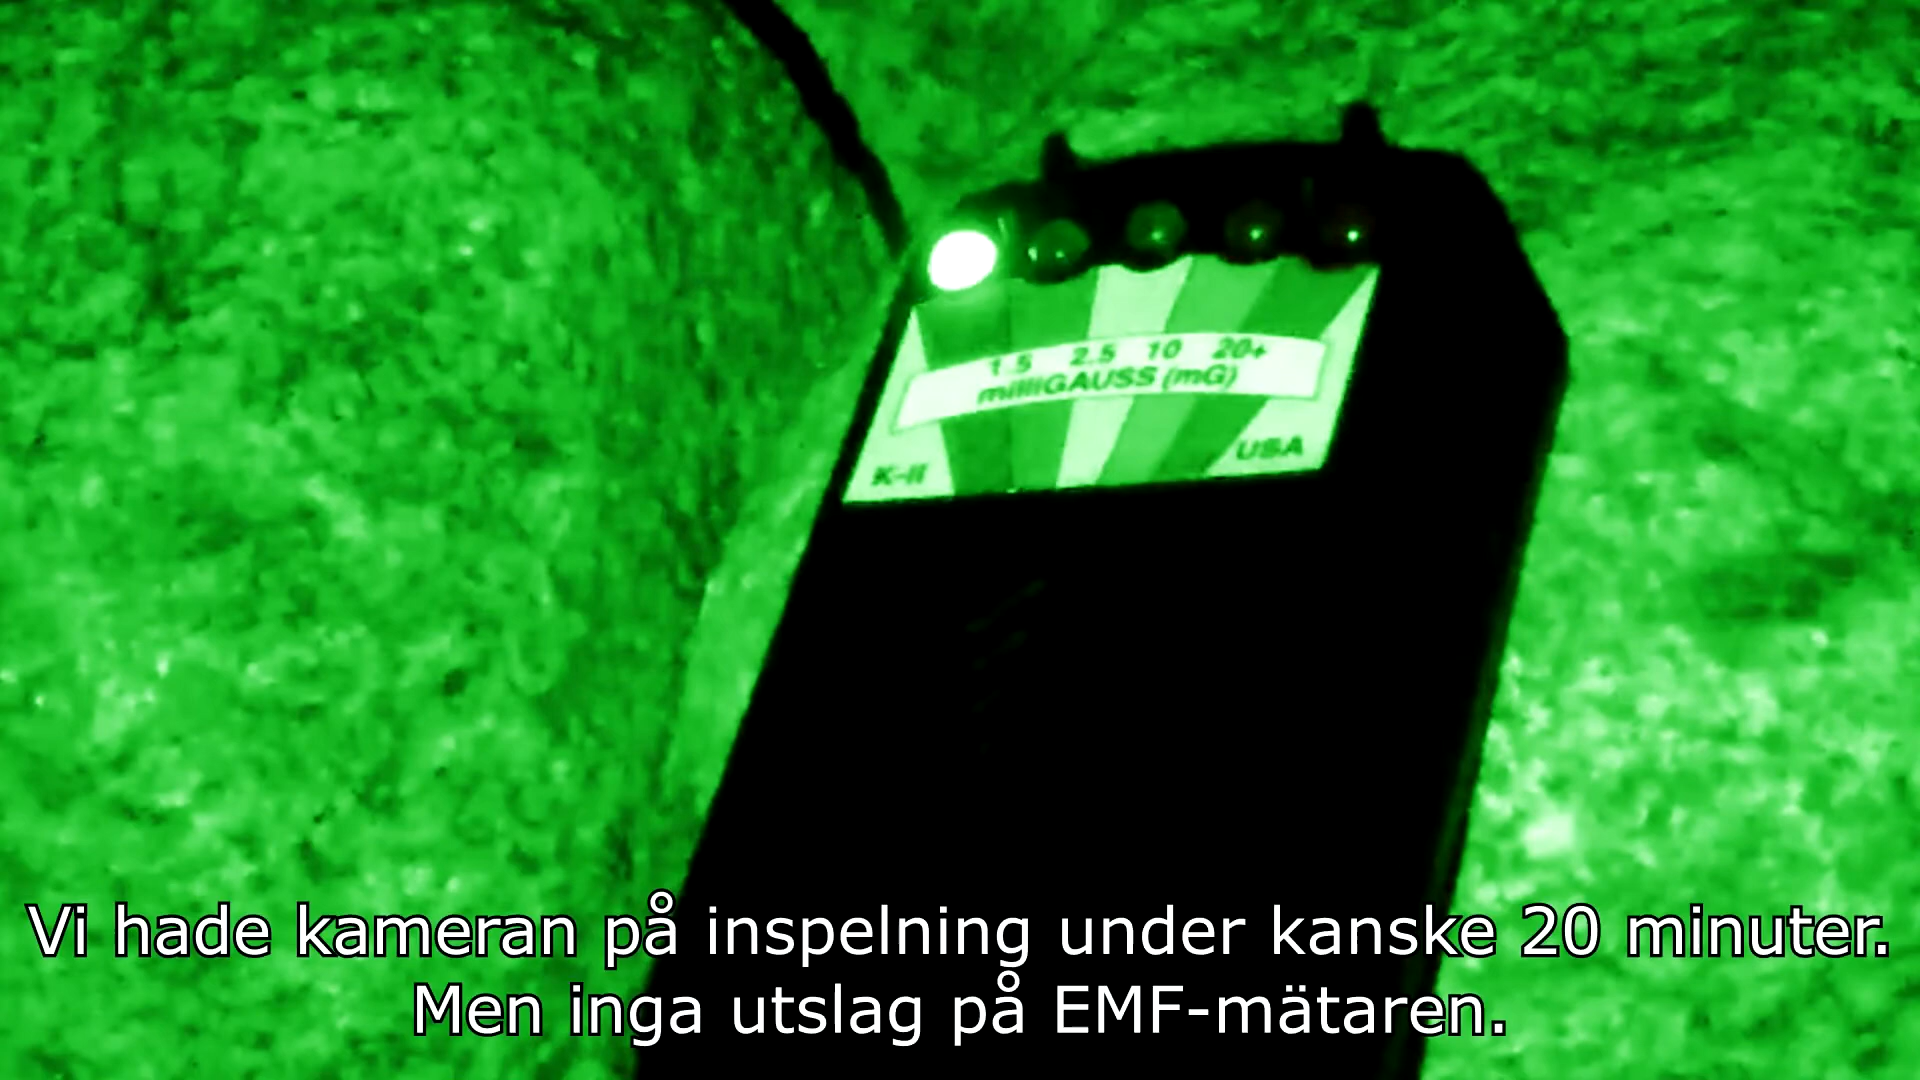 1.5 2.5 10 20+
milliGAUSS (mG)
K-II USA
Vi hade kameran på inspelning under kanske 20 minuter.
Men inga utslag på EMF-mätaren.